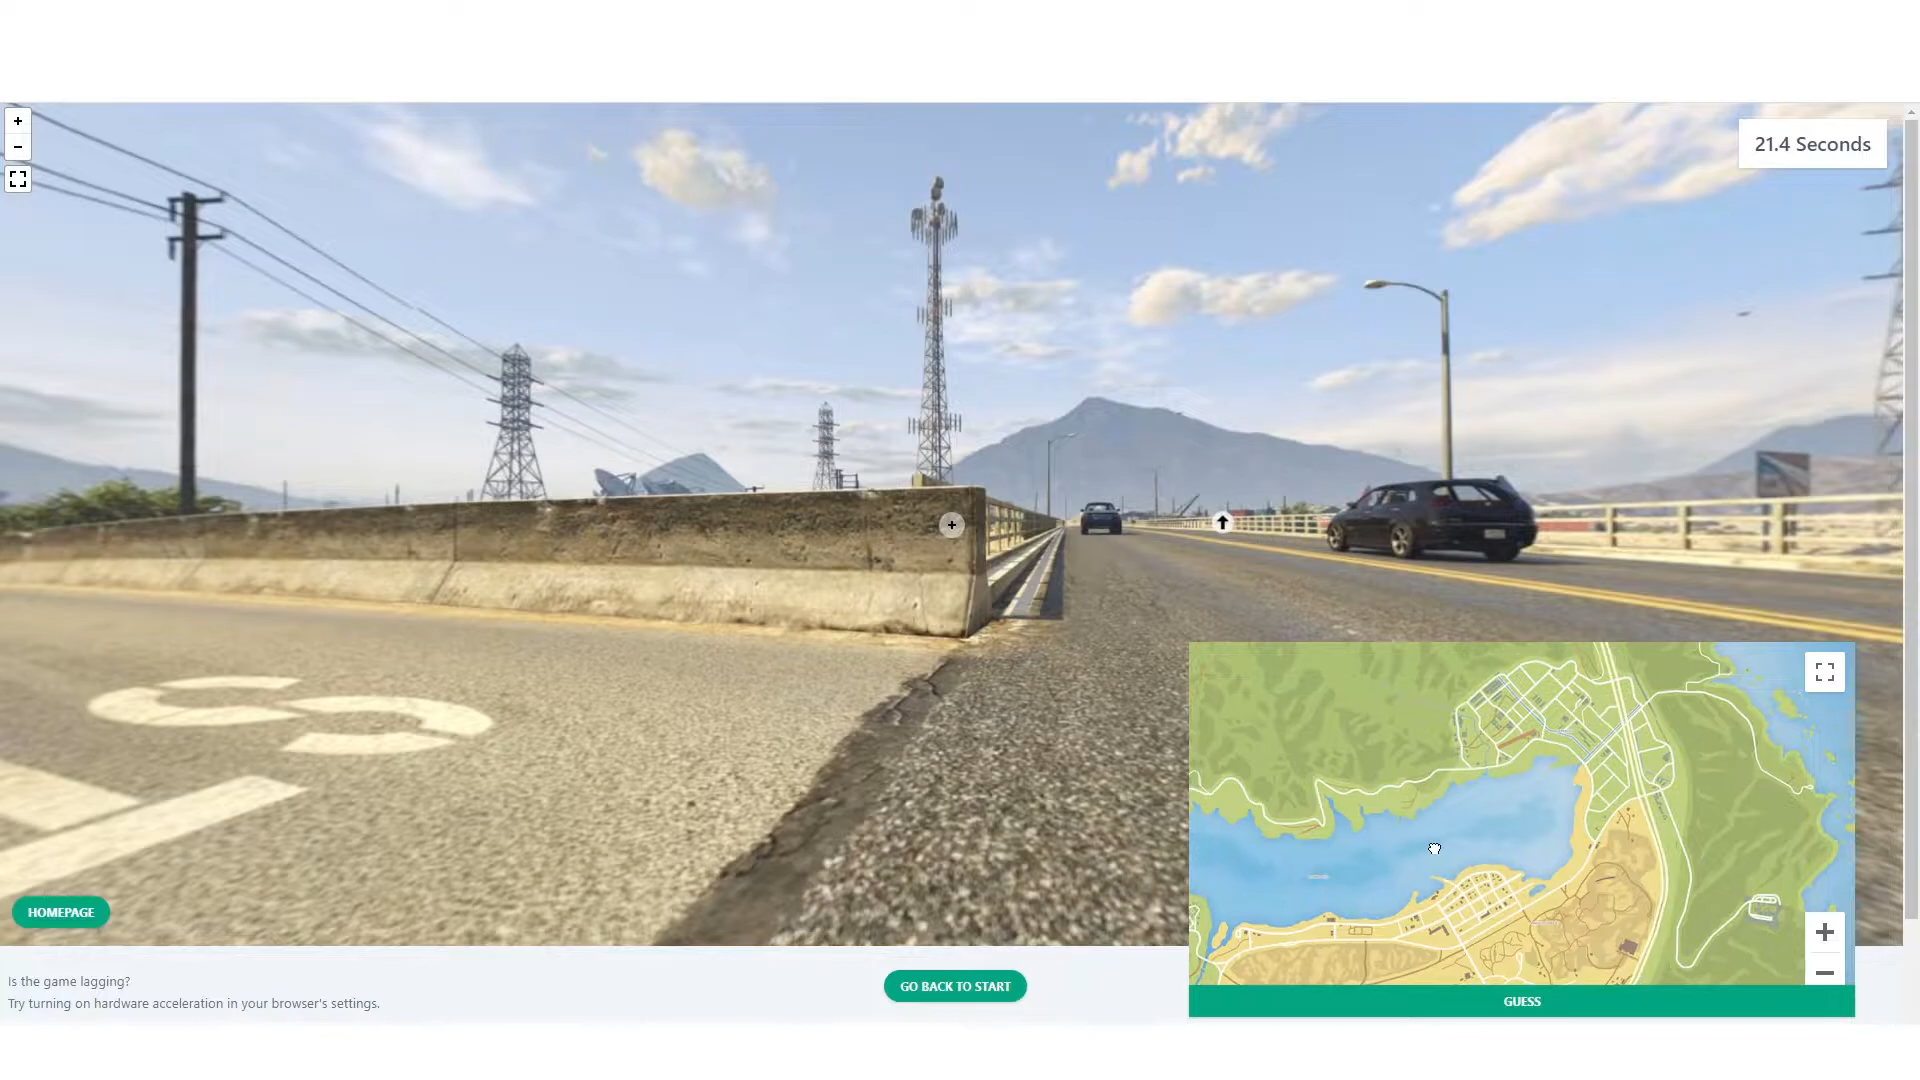 +
−
21.4 Seconds
HOMEPAGE
Is the game lagging?
Try turning on hardware acceleration in your browser's settings.
GO BACK TO START
+
−
GUESS